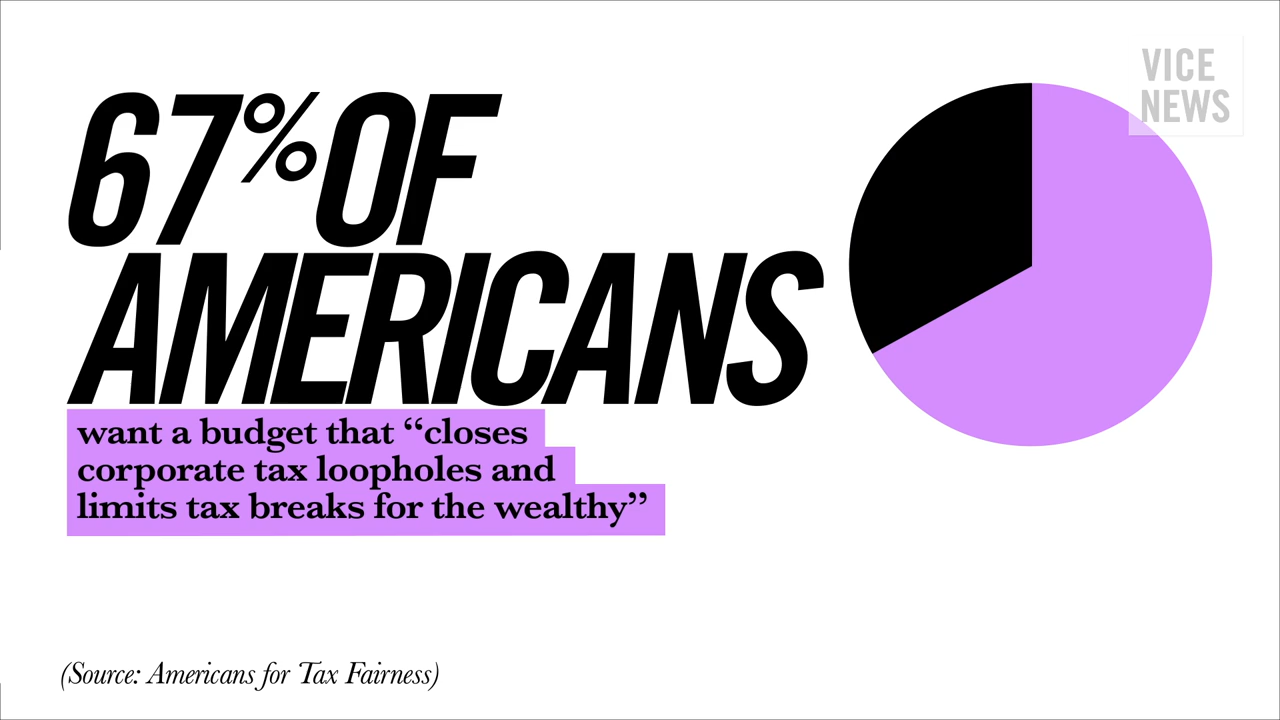 67% OF
AMERICANS
want a budget that “closes
corporate tax loopholes and
limits tax breaks for the wealthy”
(Source: Americans for Tax Fairness)
VICE
NEWS